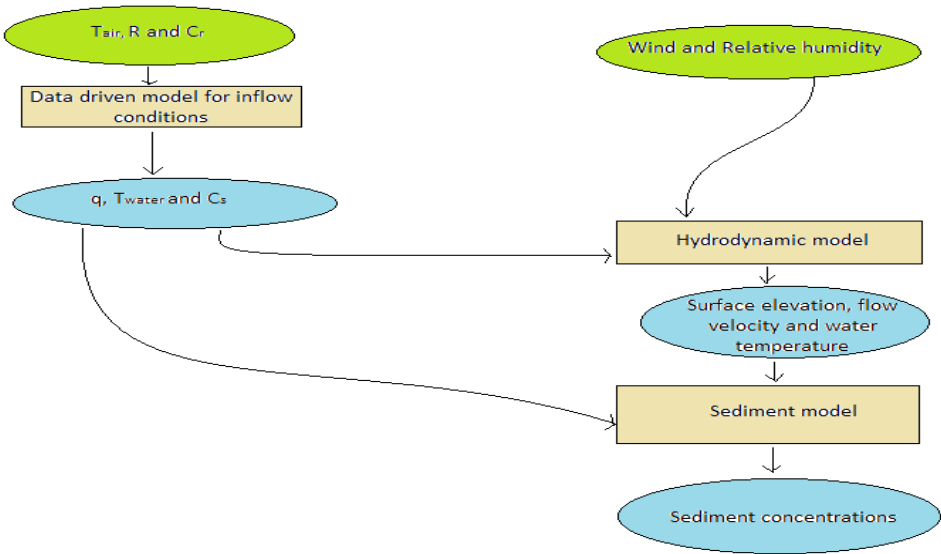 Tair, R and Cr
Data driven model for inflow
conditions
q, Twater and Cs
Wind and Relative humidity
Hydrodynamic model
Surface elevation, flow
velocity and water
temperature
Sediment model
Sediment concentrations